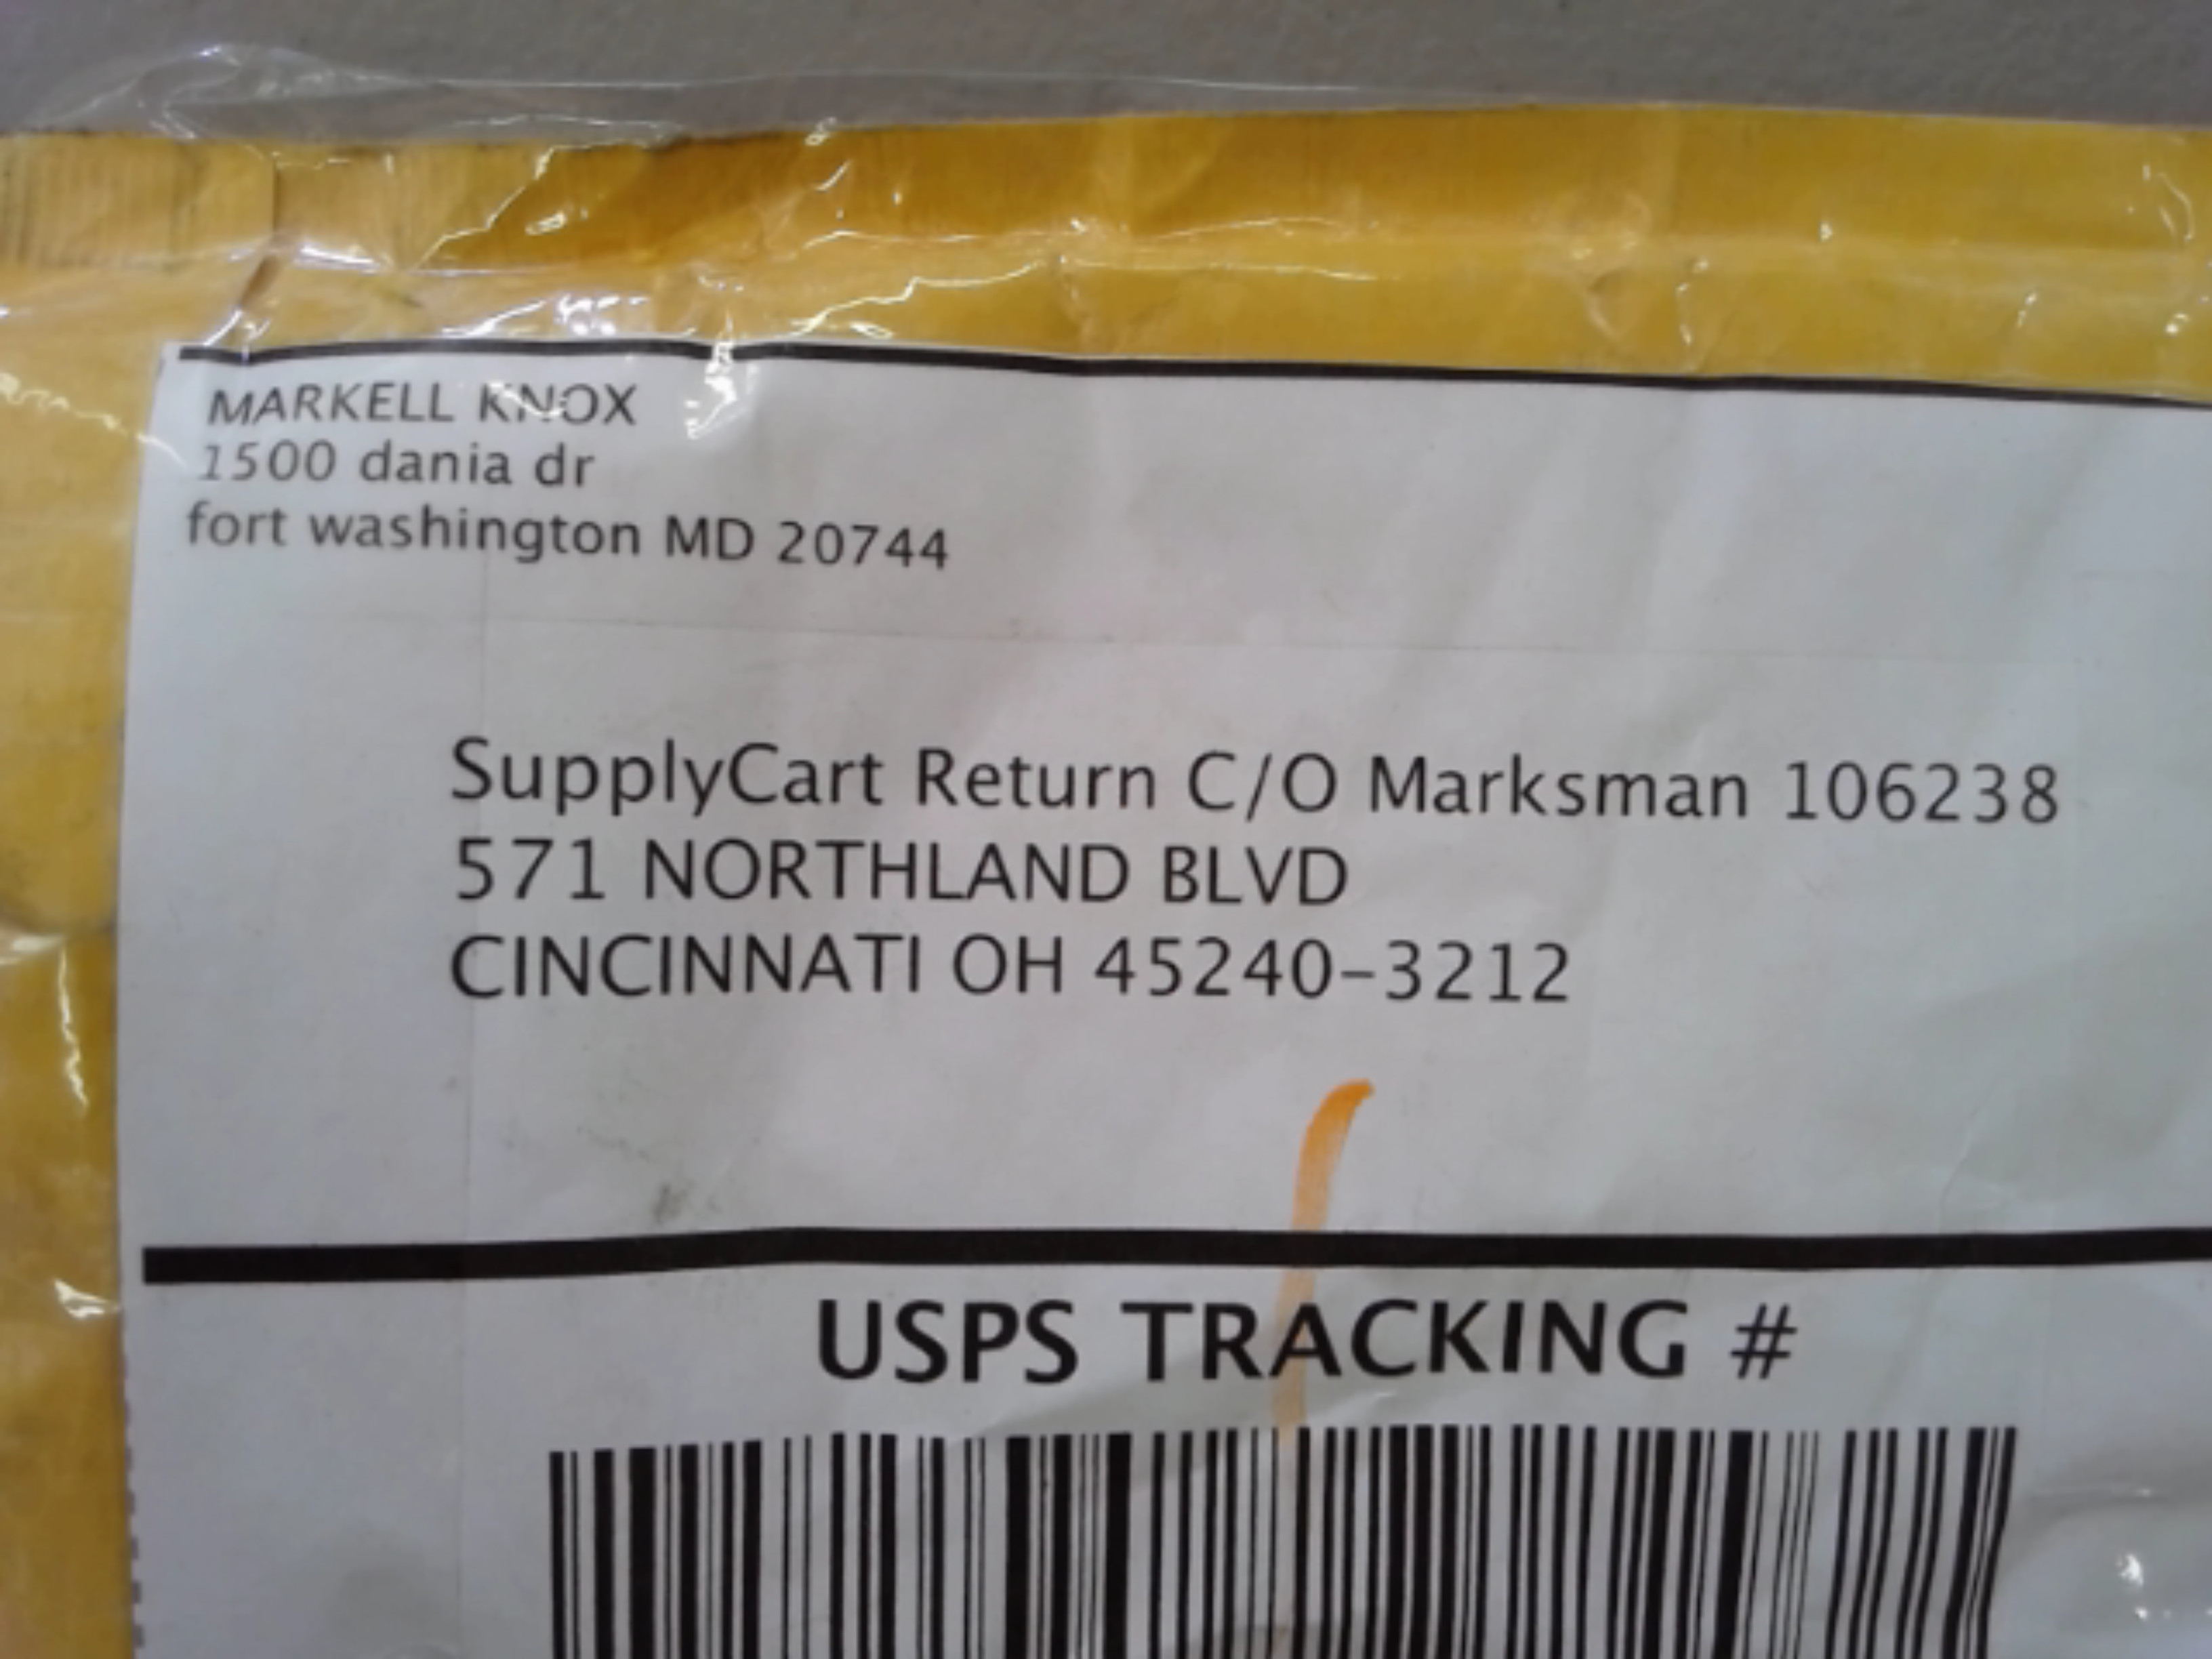 MARKELL KNOX
1500 dania dr
fort washington MD 20744
SupplyCart Return C/O Marksman 106238
571 NORTHLAND BLVD
CINCINNATI OH 45240-3212
USPS TRACKING #